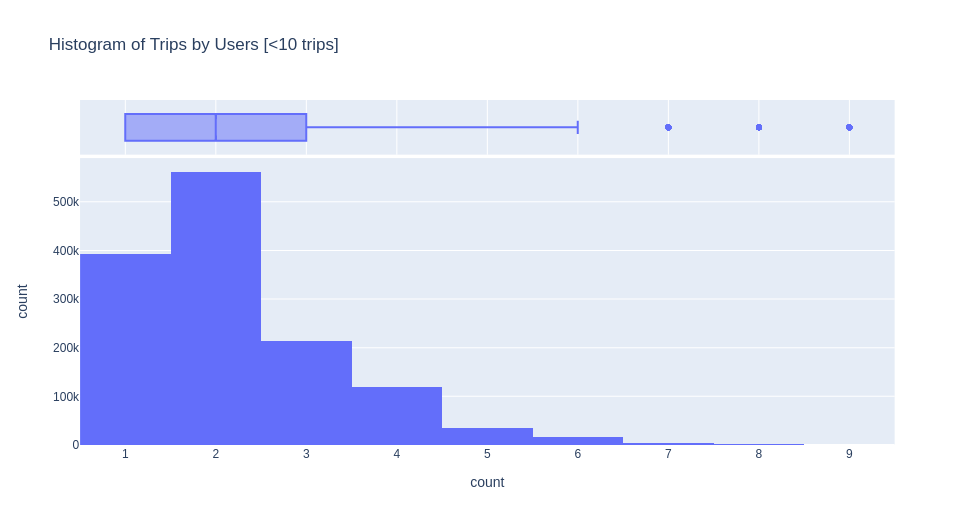 Histogram of Trips by Users [<10 trips]
500k
400k
300k
200k
100k
0
count
1 2 3 4 5 6 7 8 9
count